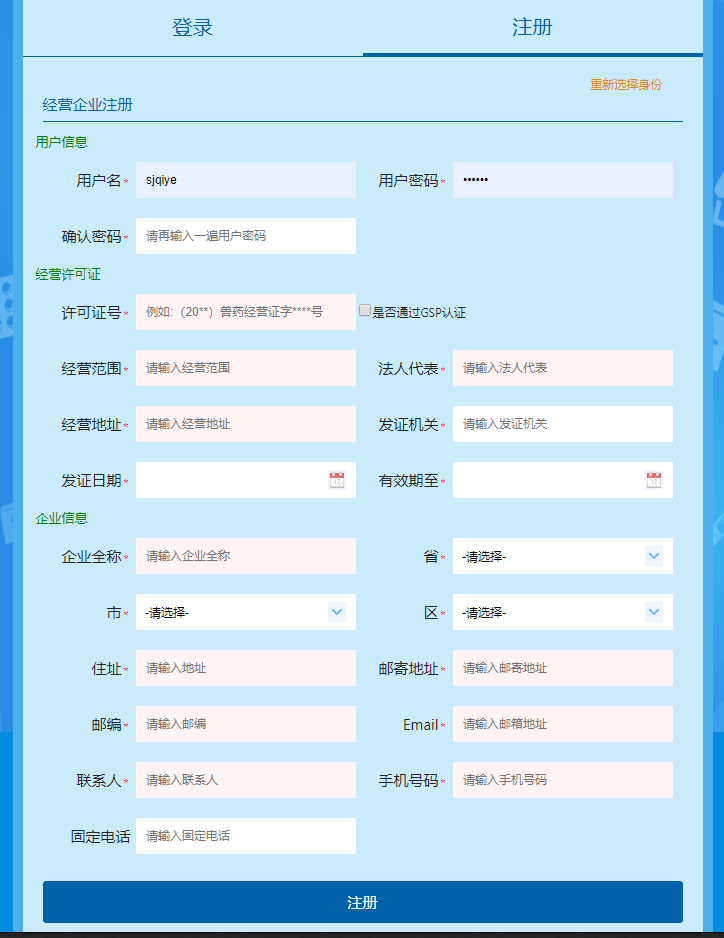 登录 注册
重新选择身份
经营企业注册
用户信息
用户名* sjqiye 用户密码* ••••••
确认密码* 请再输入一遍用户密码
经营许可证
许可证号* 例如:（20**）兽药经营证字****号 是否通过GSP认证
经营范围* 请输入经营范围 法人代表* 请输入法人代表
经营地址* 请输入经营地址 发证机关* 请输入发证机关
发证日期* 有效期至*
企业信息
企业全称* 请输入企业全称 省* -请选择-
市* -请选择- 区* -请选择-
住址* 请输入地址 邮寄地址* 请输入邮寄地址
邮编* 请输入邮编 Email* 请输入邮箱地址
联系人* 请输入联系人 手机号码* 请输入手机号码
固定电话 请输入固定电话
注册